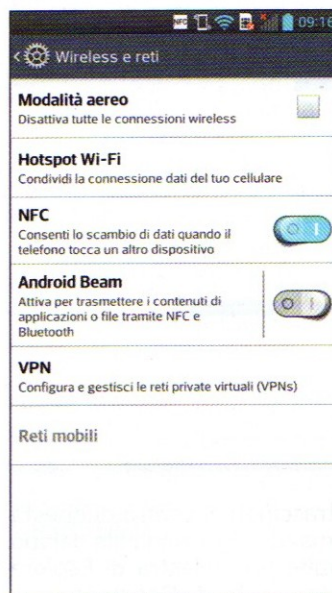 NFC 09:16
Wireless e reti
Modalità aereo
Disattiva tutte le connessioni wireless
Hotspot Wi-Fi
Condividi la connessione dati del tuo cellulare
NFC
Consenti lo scambio di dati quando il
telefono tocca un altro dispositivo
Android Beam
Attiva per trasmettere i contenuti di
applicazioni o file tramite NFC e
Bluetooth
VPN
Configura e gestisci le reti private virtuali (VPNs)
Reti mobili